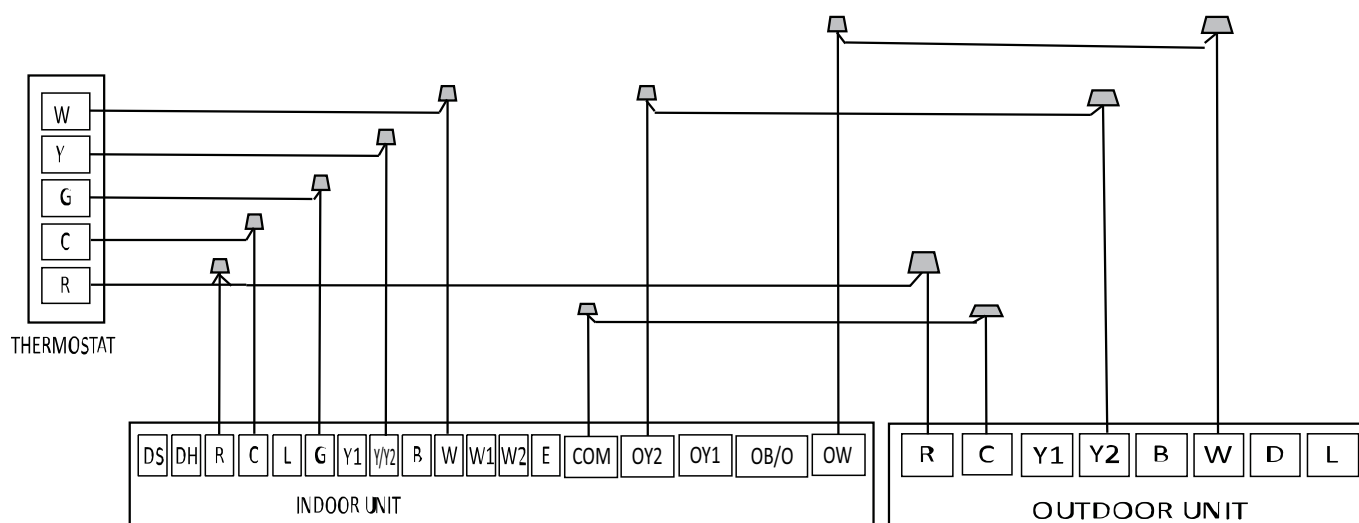 W
Y
G
C
R
THERMOSTAT
DS DH R C L G Y1 Y/Y2 B W W1 W2 E COM OY2 OY1 OB/O OW
INDOOR UNIT
R C Y1 Y2 B W D L
OUTDOOR UNIT